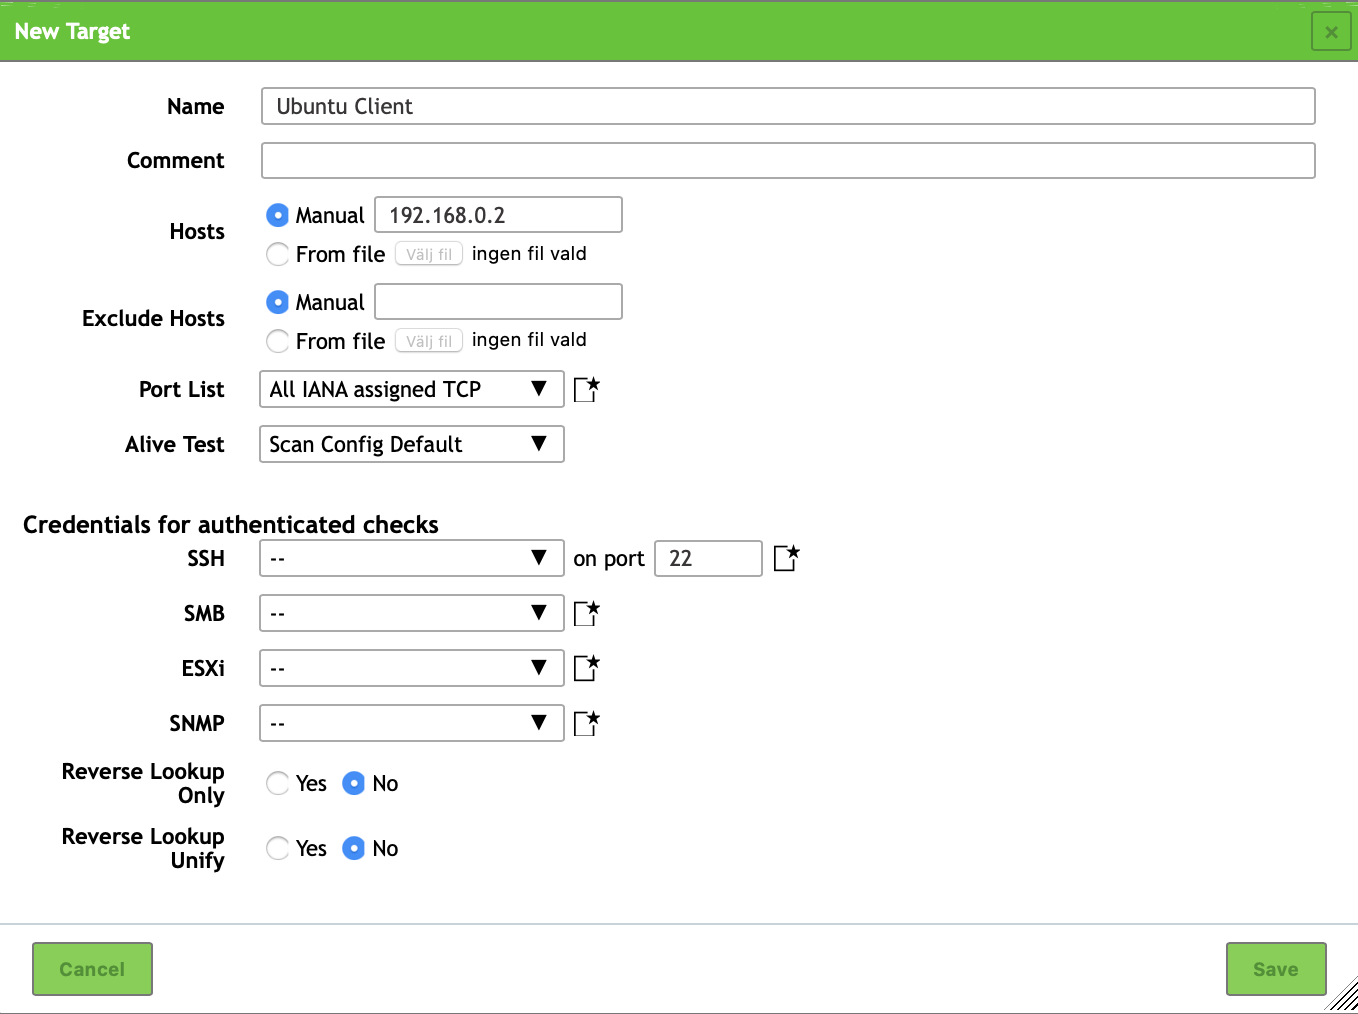 New Target
×
Name Ubuntu Client
Comment
Hosts Manual 192.168.0.2
From file Välj fil ingen fil vald
Exclude Hosts Manual
From file Välj fil ingen fil vald
Port List All IANA assigned TCP ▼
Alive Test Scan Config Default ▼
Credentials for authenticated checks
SSH -- ▼ on port 22
SMB -- ▼
ESXi -- ▼
SNMP -- ▼
Reverse Lookup
Only Yes No
Reverse Lookup
Unify Yes No
Cancel Save